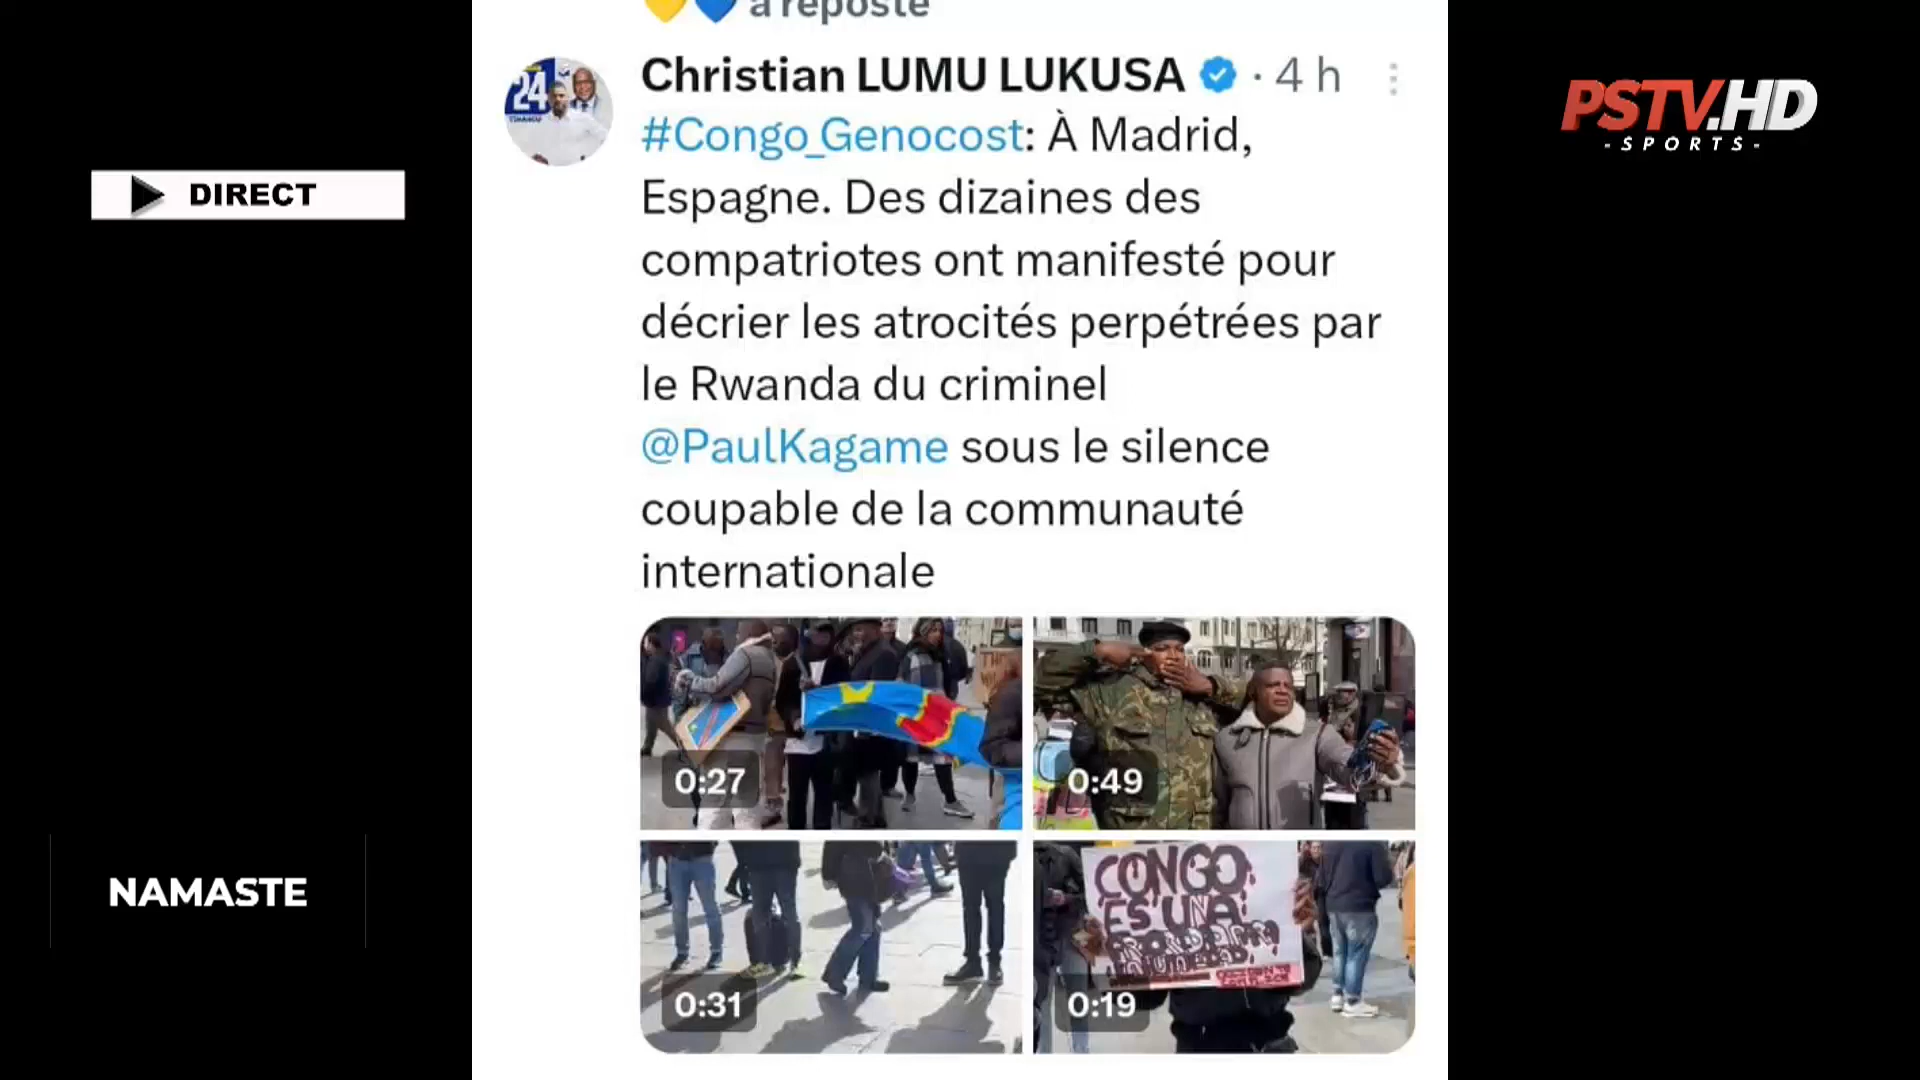 a reposté
Christian LUMU LUKUSA · 4 h
#Congo_Genocost: À Madrid,
Espagne. Des dizaines des
compatriotes ont manifesté pour
décrier les atrocités perpétrées par
le Rwanda du criminel
@PaulKagame sous le silence
coupable de la communauté
internationale
24
TSHISEKEDI
0:27
0:49
0:31
CONGO
ES UNA
0:19
DIRECT
NAMASTE
PSTV.HD
-SPORTS-